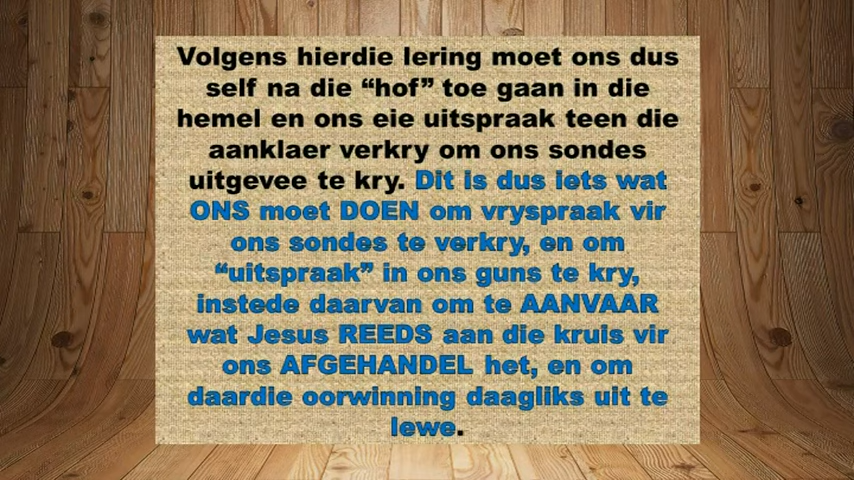 Volgens hierdie lering moet ons dus
self na die “hof” toe gaan in die
hemel en ons eie uitspraak teen die
aanklaer verkry om ons sondes
uitgevee te kry. Dit is dus iets wat
ONS moet DOEN om vryspraak vir
ons sondes te verkry, en om
“uitspraak” in ons guns te kry,
instede daarvan om te AANVAAR
wat Jesus REEDS aan die kruis vir
ons AFGEHANDEL het, en om
daardie oorwinning daagliks uit te
lewe.